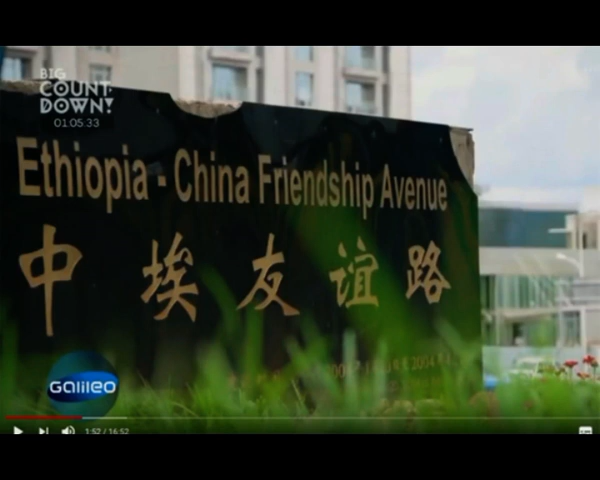 BIG
COUNT
DOWN!
01:05:33
Ethiopia - China Friendship Avenue
中埃友谊路
2004
GALILEO
1:52 / 16:52